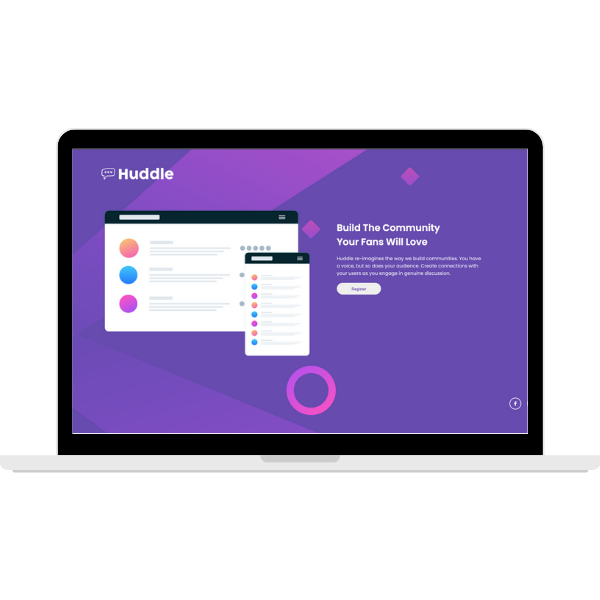 Huddle
Build The Community
Your Fans Will Love
Huddle re-imagines the way we build communities. You have
a voice, but so does your audience. Create connections with
your users as you engage in genuine discussion.
Register